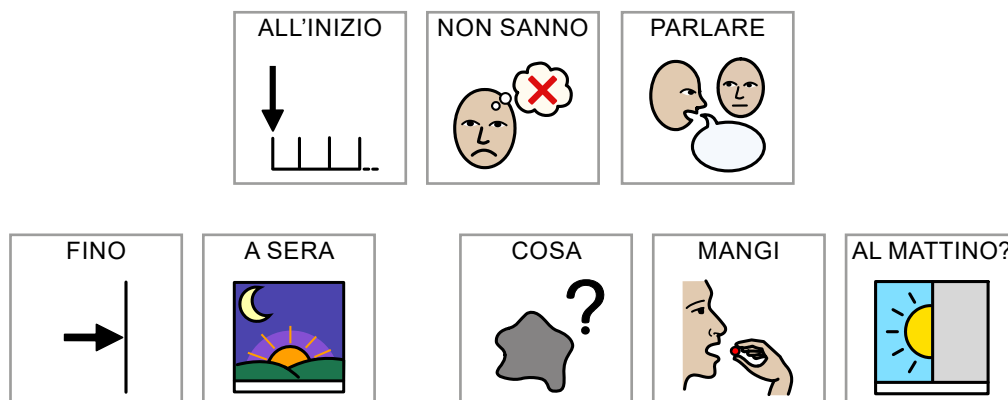 ALL'INIZIO NON SANNO PARLARE
FINO A SERA COSA MANGI AL MATTINO?
?